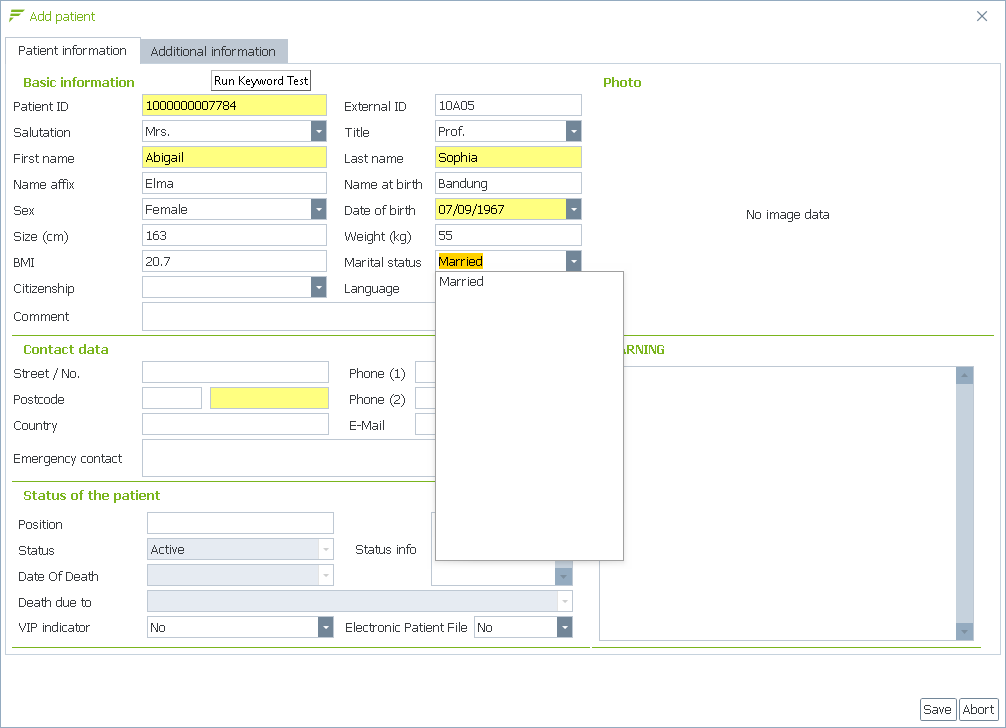 Add patient
Patient information Additional information
Run Keyword Test
Basic information Photo
Patient ID 1000000007784 External ID 10A05
Salutation Mrs. Title Prof.
First name Abigail Last name Sophia
Name affix Elma Name at birth Bandung
Sex Female Date of birth 07/09/1967
No image data
Size (cm) 163 Weight (kg) 55
BMI 20.7 Marital status Married
Married
Citizenship Language
Comment
Contact data ARNING
Street / No. Phone (1)
Postcode Phone (2)
Country E-Mail
Emergency contact
Status of the patient
Position
Status Active Status info
Date Of Death
Death due to
VIP indicator No Electronic Patient File No
Save Abort